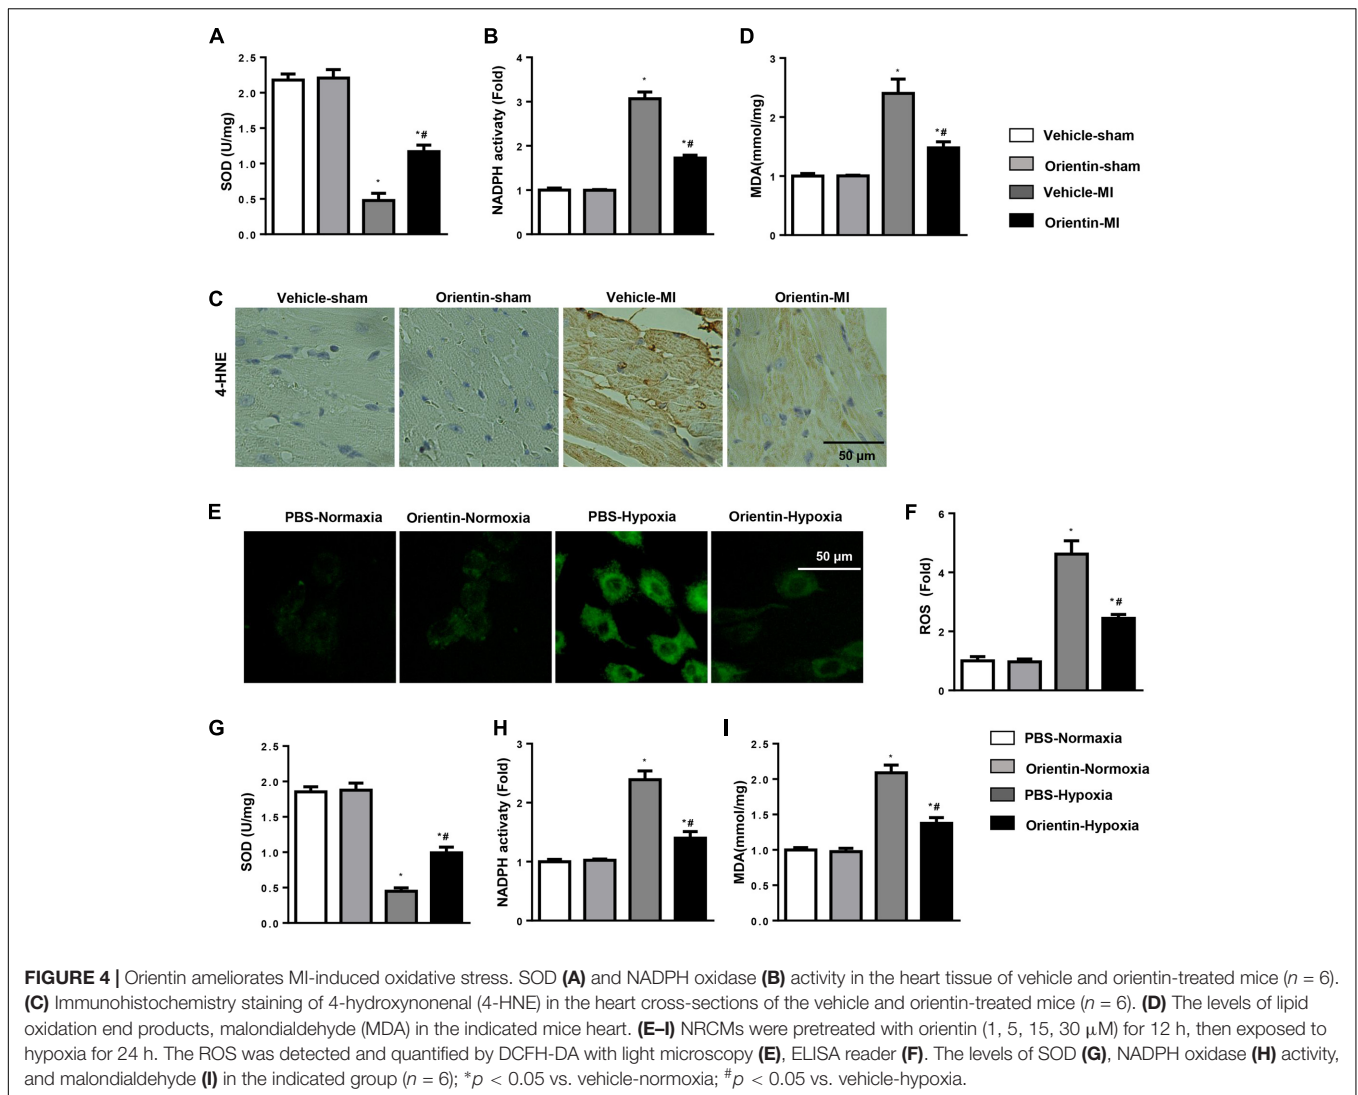 A
SOD (U/mg)
2.5
2.0
1.5
1.0
0.5
0.0
*
*#
B
NADPH activaty (Fold)
4
3
2
1
0
*
*#
D
MDA(mmol/mg)
3
2
1
0
*
*#
Vehicle-sham
Orientin-sham
Vehicle-MI
Orientin-MI
C
Vehicle-sham
Orientin-sham
Vehicle-MI
Orientin-MI
4-HNE
50 μm
E
PBS-Normaxia
Orientin-Normoxia
PBS-Hypoxia
Orientin-Hypoxia
50 μm
F
ROS (Fold)
6
4
2
0
*
*#
G
SOD (U/mg)
2.5
2.0
1.5
1.0
0.5
0.0
*
*#
H
NADPH activaty (Fold)
3
2
1
0
*
*#
I
MDA(mmol/mg)
2.5
2.0
1.5
1.0
0.5
0.0
*
*#
PBS-Normaxia
Orientin-Normoxia
PBS-Hypoxia
Orientin-Hypoxia
FIGURE 4 | Orientin ameliorates MI-induced oxidative stress. SOD (A) and NADPH oxidase (B) activity in the heart tissue of vehicle and orientin-treated mice (n = 6).
(C) Immunohistochemistry staining of 4-hydroxynonenal (4-HNE) in the heart cross-sections of the vehicle and orientin-treated mice (n = 6). (D) The levels of lipid
oxidation end products, malondialdehyde (MDA) in the indicated mice heart. (E–I) NRCMs were pretreated with orientin (1, 5, 15, 30 μM) for 12 h, then exposed to
hypoxia for 24 h. The ROS was detected and quantified by DCFH-DA with light microscopy (E), ELISA reader (F). The levels of SOD (G), NADPH oxidase (H) activity,
and malondialdehyde (I) in the indicated group (n = 6); *p < 0.05 vs. vehicle-normoxia; #p < 0.05 vs. vehicle-hypoxia.